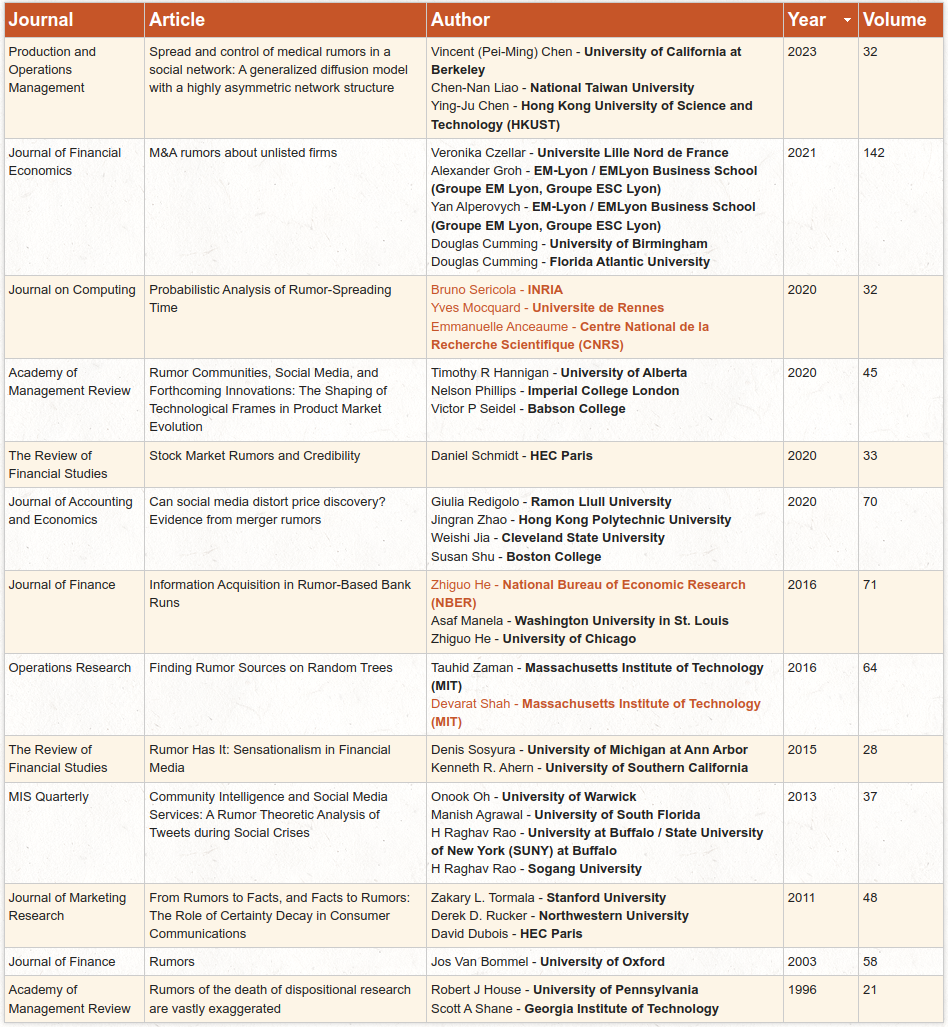 Journal Article Author Year Volume
Production and Operations Management
Spread and control of medical rumors in a social network: A generalized diffusion model with a highly asymmetric network structure
Vincent (Pei-Ming) Chen - University of California at Berkeley
Chen-Nan Liao - National Taiwan University
Ying-Ju Chen - Hong Kong University of Science and Technology (HKUST)
2023
32
Journal of Financial Economics
M&A rumors about unlisted firms
Veronika Czellar - Universite Lille Nord de France
Alexander Groh - EM-Lyon / EMLyon Business School (Groupe EM Lyon, Groupe ESC Lyon)
Yan Alperovych - EM-Lyon / EMLyon Business School (Groupe EM Lyon, Groupe ESC Lyon)
Douglas Cumming - University of Birmingham
Douglas Cumming - Florida Atlantic University
2021
142
Journal on Computing
Probabilistic Analysis of Rumor-Spreading Time
Bruno Sericola - INRIA
Yves Mocquard - Universite de Rennes
Emmanuelle Anceaume - Centre National de la Recherche Scientifique (CNRS)
2020
32
Academy of Management Review
Rumor Communities, Social Media, and Forthcoming Innovations: The Shaping of Technological Frames in Product Market Evolution
Timothy R Hannigan - University of Alberta
Nelson Phillips - Imperial College London
Victor P Seidel - Babson College
2020
45
The Review of Financial Studies
Stock Market Rumors and Credibility
Daniel Schmidt - HEC Paris
2020
33
Journal of Accounting and Economics
Can social media distort price discovery? Evidence from merger rumors
Giulia Redigolo - Ramon Llull University
Jingran Zhao - Hong Kong Polytechnic University
Weishi Jia - Cleveland State University
Susan Shu - Boston College
2020
70
Journal of Finance
Information Acquisition in Rumor-Based Bank Runs
Zhiguo He - National Bureau of Economic Research (NBER)
Asaf Manela - Washington University in St. Louis
Zhiguo He - University of Chicago
2016
71
Operations Research
Finding Rumor Sources on Random Trees
Tauhid Zaman - Massachusetts Institute of Technology (MIT)
Devarat Shah - Massachusetts Institute of Technology (MIT)
2016
64
The Review of Financial Studies
Rumor Has It: Sensationalism in Financial Media
Denis Sosyura - University of Michigan at Ann Arbor
Kenneth R. Ahern - University of Southern California
2015
28
MIS Quarterly
Community Intelligence and Social Media Services: A Rumor Theoretic Analysis of Tweets during Social Crises
Onook Oh - University of Warwick
Manish Agrawal - University of South Florida
H Raghav Rao - University at Buffalo / State University of New York (SUNY) at Buffalo
H Raghav Rao - Sogang University
2013
37
Journal of Marketing Research
From Rumors to Facts, and Facts to Rumors: The Role of Certainty Decay in Consumer Communications
Zakary L. Tormala - Stanford University
Derek D. Rucker - Northwestern University
David Dubois - HEC Paris
2011
48
Journal of Finance
Rumors
Jos Van Bommel - University of Oxford
2003
58
Academy of Management Review
Rumors of the death of dispositional research are vastly exaggerated
Robert J House - University of Pennsylvania
Scott A Shane - Georgia Institute of Technology
1996
21